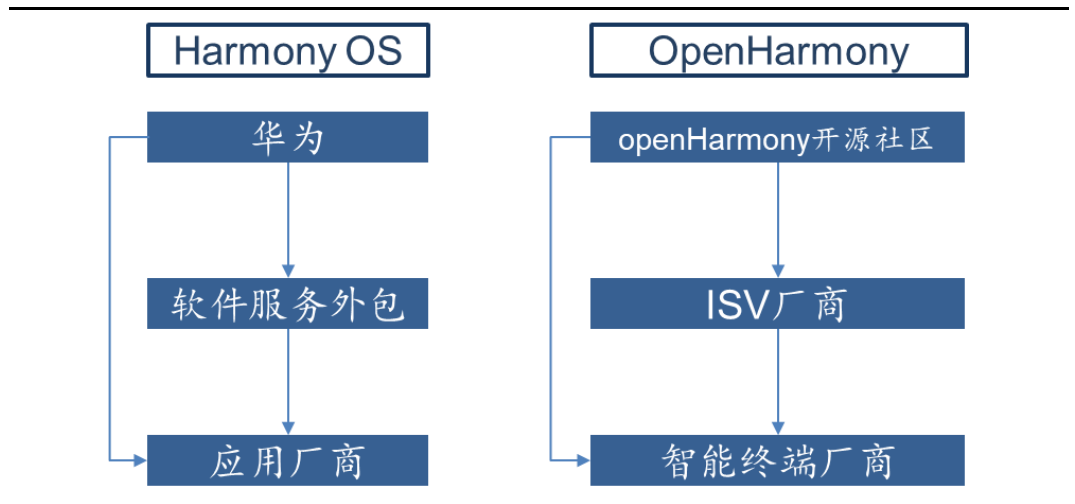 Harmony OS
OpenHarmony
华为
openHarmony开源社区
软件服务外包
ISV厂商
应用厂商
智能终端厂商